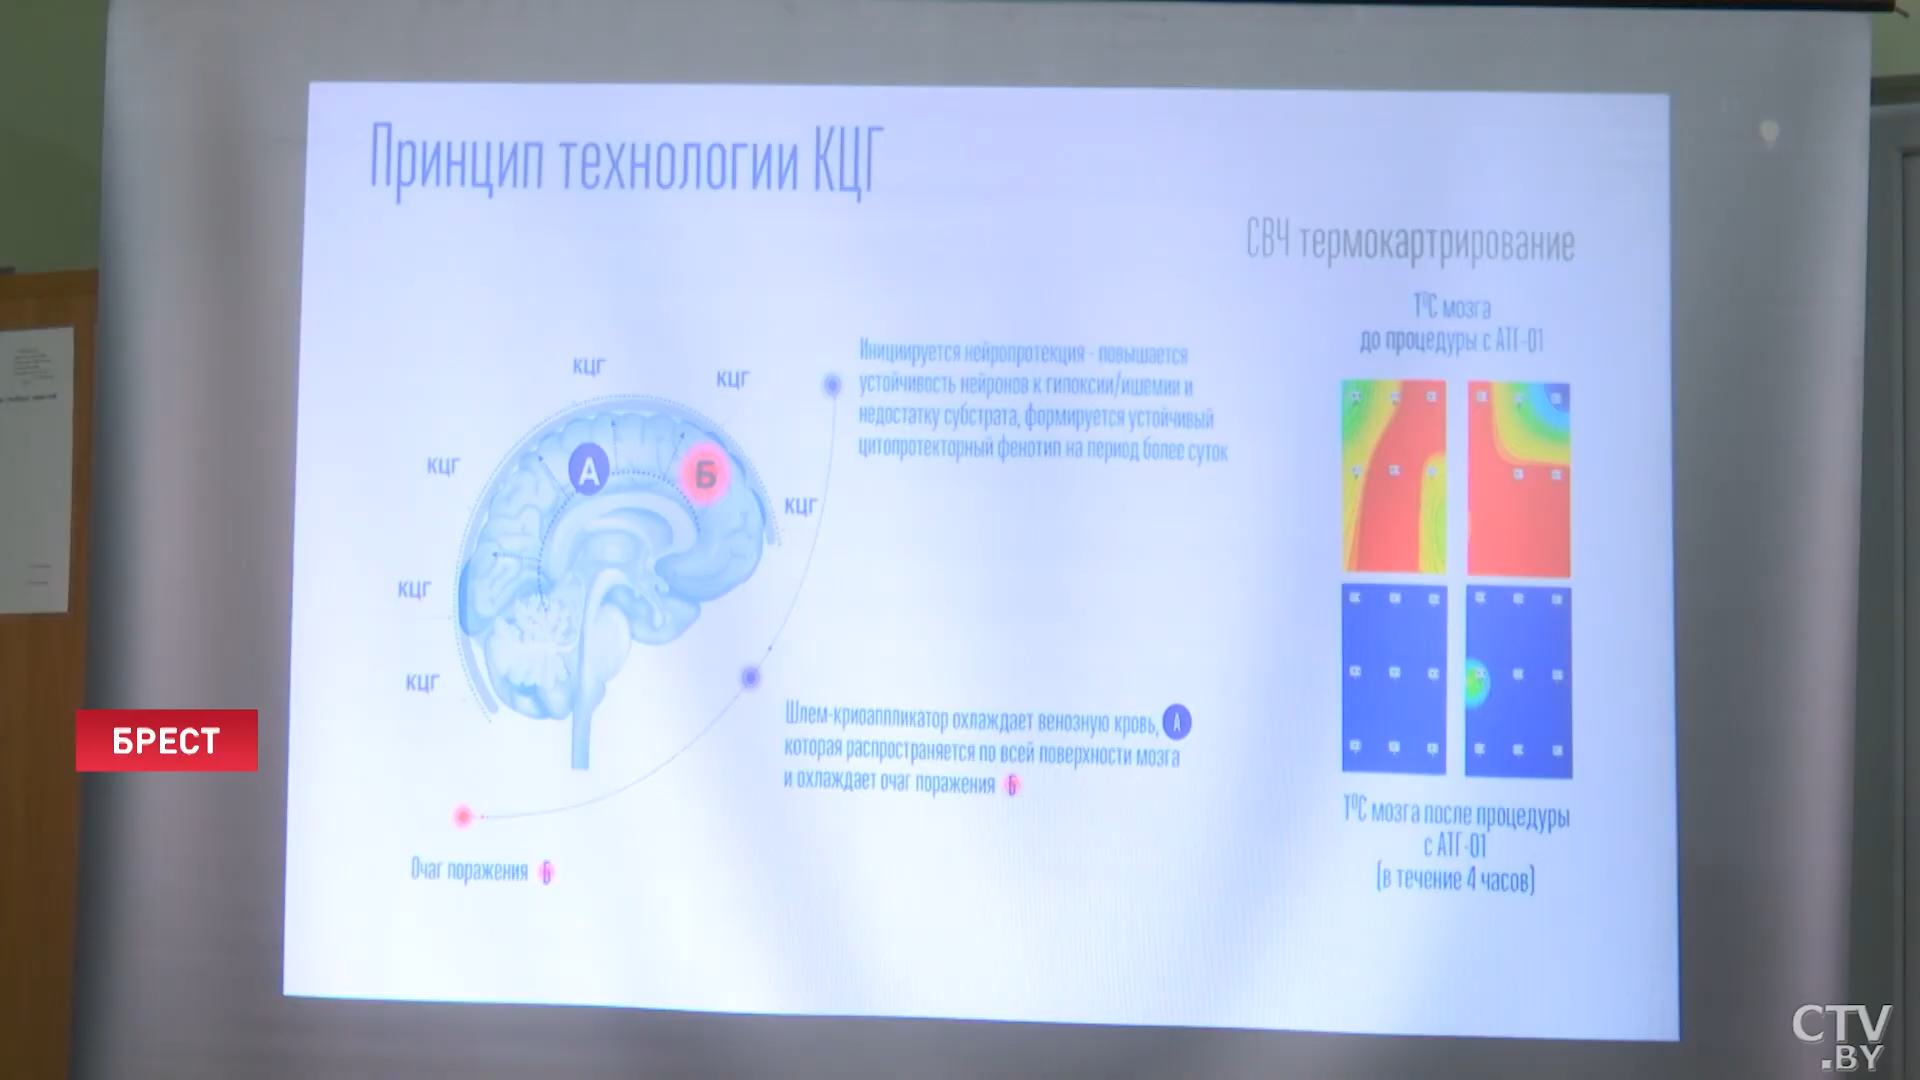 Принцип технологии КЦГ
СВЧ термокартрирование
T⁰C мозга
до процедуры с АТГ-01
Инициируется нейропротекция - повышается
устойчивость нейронов к гипоксии/ишемии и
недостатку субстрата, формируется устойчивый
цитопротекторный фенотип на период более суток
КЦГ
КЦГ
КЦГ
КЦГ
КЦГ
КЦГ
А
Б
Шлем-криоаппликатор охлаждает венозную кровь, А
которая распространяется по всей поверхности мозга
и охлаждает очаг поражения Б
Очаг поражения Б
T⁰C мозга после процедуры
с АТГ-01
(в течение 4 часов)
БРЕСТ
CTV
.BY